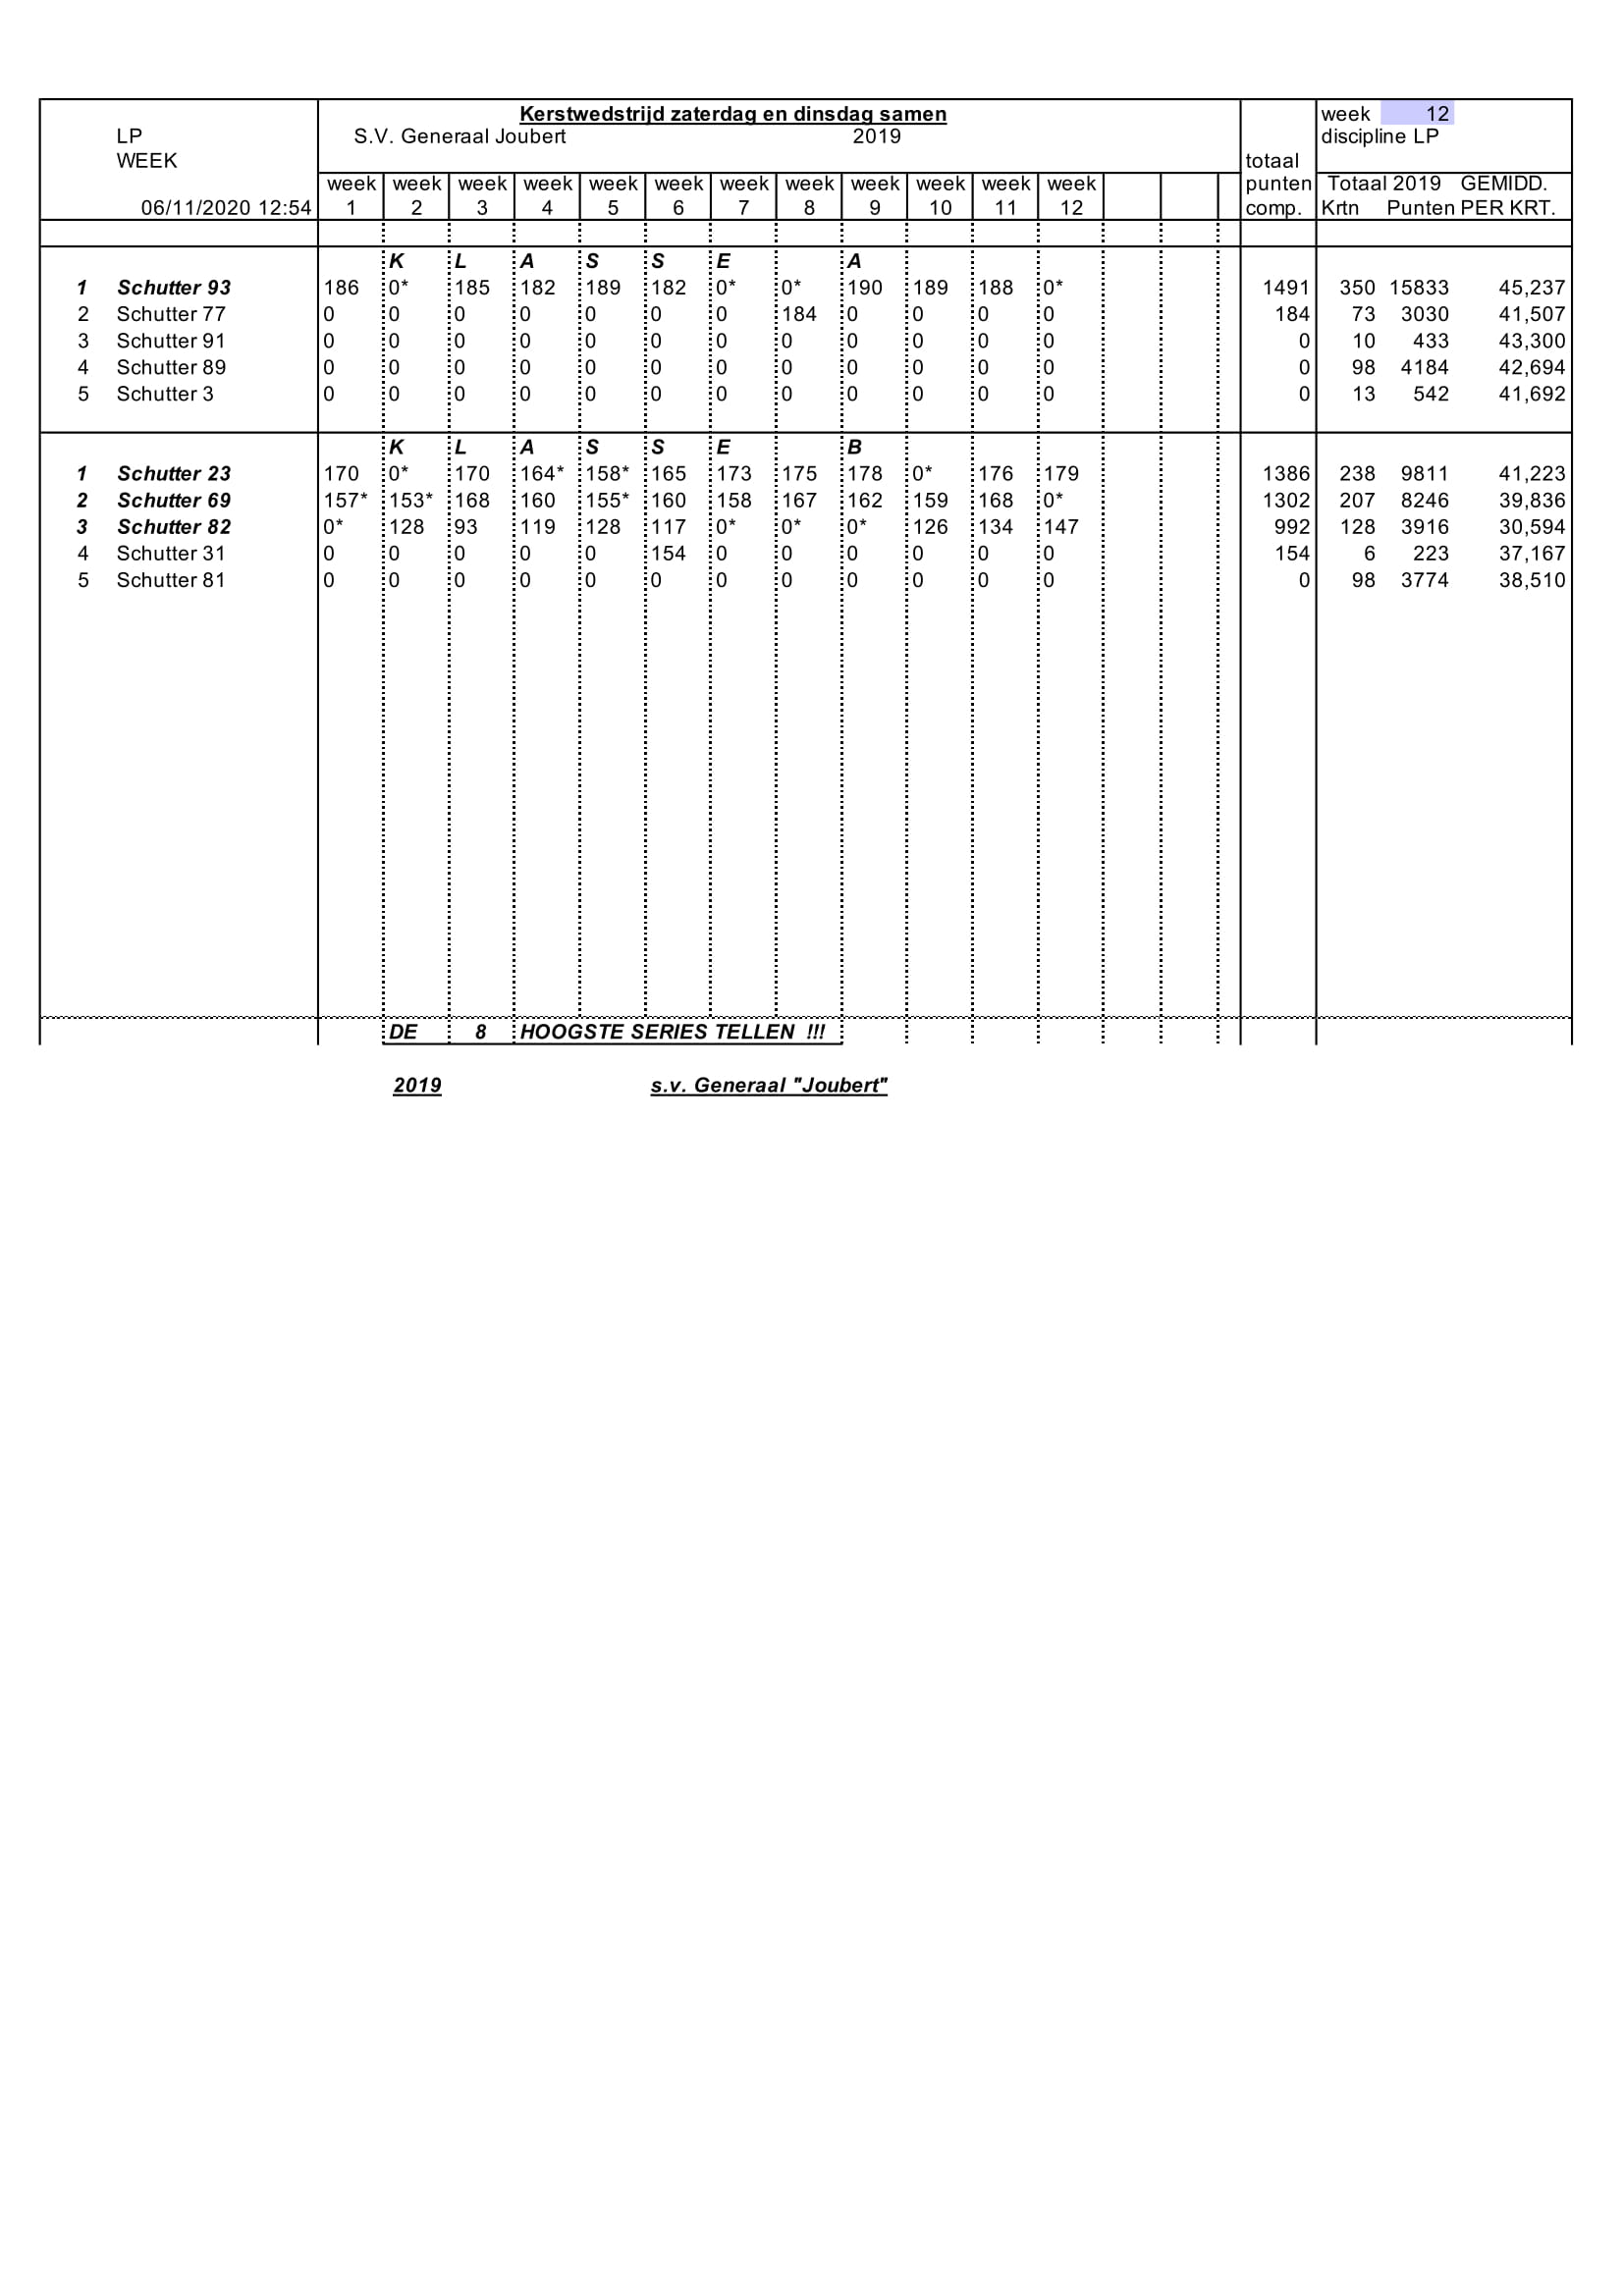 Kerstwedstrijd zaterdag en dinsdag samen week 12
LP S.V. Generaal Joubert 2019 discipline LP
WEEK totaal
week week week week week week week week week week week week punten Totaal 2019 GEMIDD.
06/11/2020 12:54 1 2 3 4 5 6 7 8 9 10 11 12 comp. Krtn Punten PER KRT.
K L A S S E A
1 Schutter 93 186 0* 185 182 189 182 0* 0* 190 189 188 0* 1491 350 15833 45,237
2 Schutter 77 0 0 0 0 0 0 0 184 0 0 0 0 184 73 3030 41,507
3 Schutter 91 0 0 0 0 0 0 0 0 0 0 0 0 0 10 433 43,300
4 Schutter 89 0 0 0 0 0 0 0 0 0 0 0 0 0 98 4184 42,694
5 Schutter 3 0 0 0 0 0 0 0 0 0 0 0 0 0 13 542 41,692
K L A S S E B
1 Schutter 23 170 0* 170 164* 158* 165 173 175 178 0* 176 179 1386 238 9811 41,223
2 Schutter 69 157* 153* 168 160 155* 160 158 167 162 159 168 0* 1302 207 8246 39,836
3 Schutter 82 0* 128 93 119 128 117 0* 0* 0* 126 134 147 992 128 3916 30,594
4 Schutter 31 0 0 0 0 0 154 0 0 0 0 0 0 154 6 223 37,167
5 Schutter 81 0 0 0 0 0 0 0 0 0 0 0 0 0 98 3774 38,510
DE 8 HOOGSTE SERIES TELLEN !!!
2019 s.v. Generaal "Joubert"